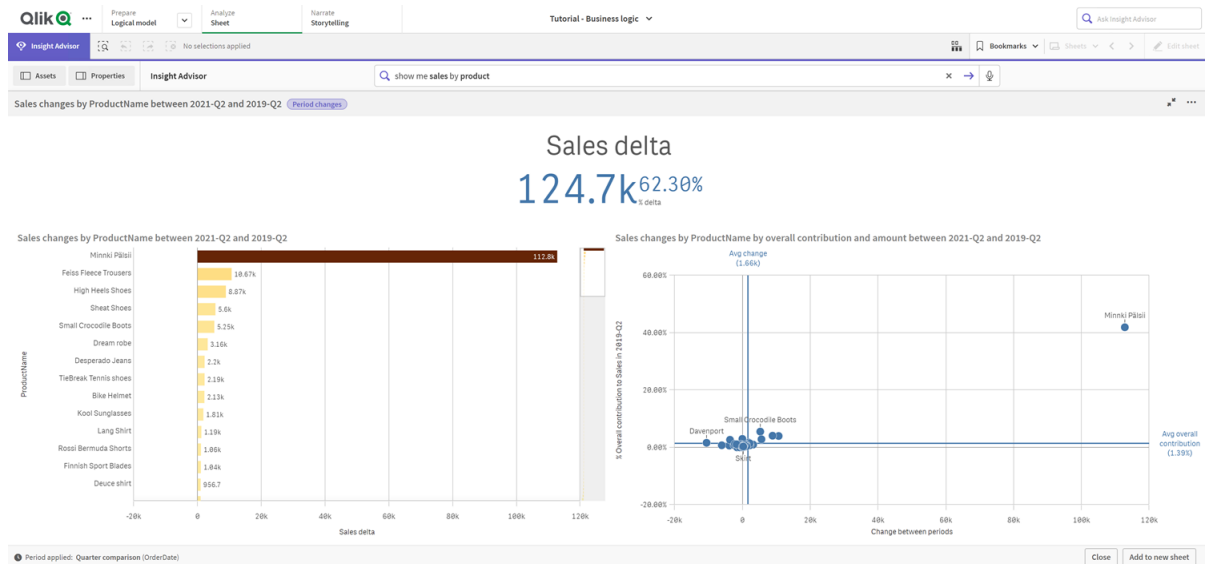 Qlik
Prepare
Logical model
Analyze
Sheet
Narrate
Storytelling
Tutorial - Business logic
Ask Insight Advisor
Insight Advisor
No selections applied
Bookmarks
Sheets
Edit sheet
Assets
Properties
Insight Advisor
show me sales by product
Sales changes by ProductName between 2021-Q2 and 2019-Q2 Period changes
Sales delta
124.7k 62.30%
% delta
Sales changes by ProductName between 2021-Q2 and 2019-Q2
ProductName
Minnki Pälsii 112.8k
Feiss Fleece Trousers 10.67k
High Heels Shoes 8.87k
Sheat Shoes 5.6k
Small Crocodile Boots 5.25k
Dream robe 3.16k
Desperado Jeans 2.2k
TieBreak Tennis shoes 2.19k
Bike Helmet 2.13k
Kool Sunglasses 1.81k
Lang Shirt 1.19k
Rossi Bermuda Shorts 1.06k
Finnish Sport Blades 1.04k
Deuce shirt 956.7
-20k 0 20k 40k 60k 80k 100k 120k
Sales delta
Sales changes by ProductName by overall contribution and amount between 2021-Q2 and 2019-Q2
Avg change
(1.66k)
% Overall contribution to Sales in 2019-Q2
60.00%
40.00%
20.00%
0.00%
-20.00%
Minnki Pälsii
Small Crocodile Boots
Davenport
Skirt
Avg overall
contribution
(1.39%)
-20k 0 20k 40k 60k 80k 100k 120k
Change between periods
Period applied: Quarter comparison (OrderDate)
Close
Add to new sheet